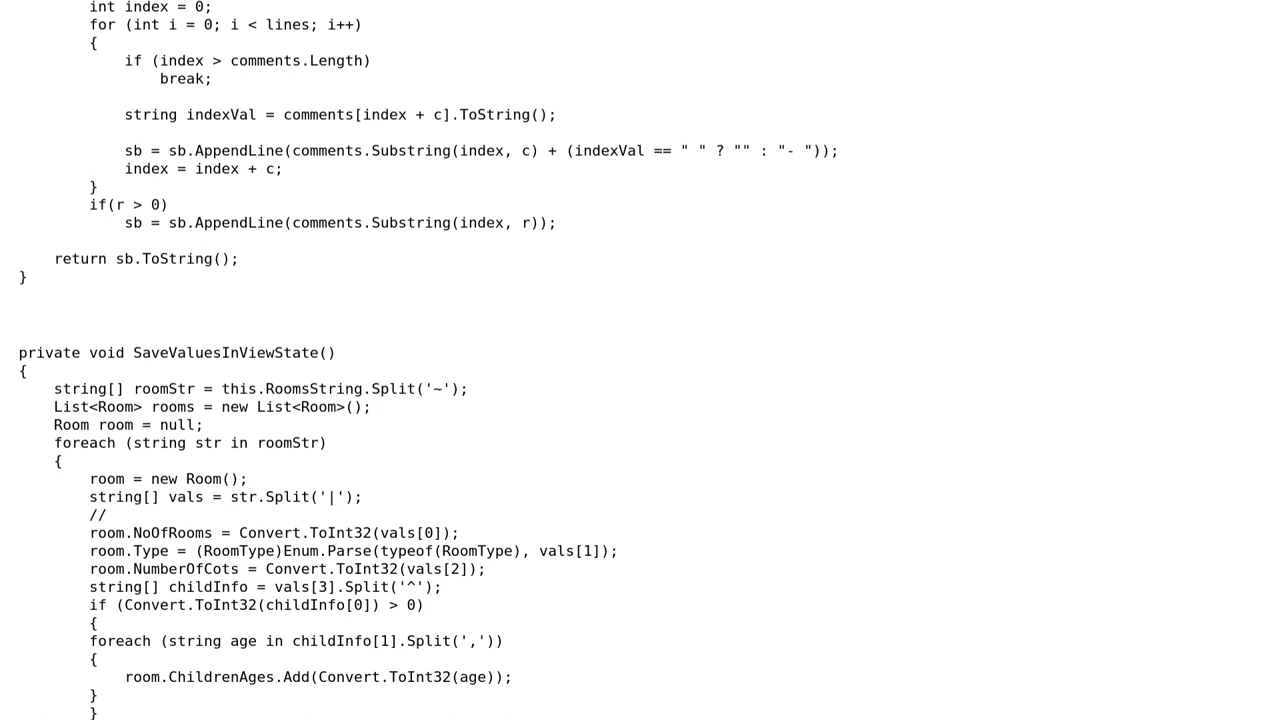 int index = 0;
for (int i = 0; i < lines; i++)
{
if (index > comments.Length)
break;
string indexVal = comments[index + c].ToString();
sb = sb.AppendLine(comments.Substring(index, c) + (indexVal == " " ? "" : "- "));
index = index + c;
}
if(r > 0)
sb = sb.AppendLine(comments.Substring(index, r));
return sb.ToString();
}
private void SaveValuesInViewState()
{
string[] roomStr = this.RoomsString.Split('~');
List<Room> rooms = new List<Room>();
Room room = null;
foreach (string str in roomStr)
{
room = new Room();
string[] vals = str.Split('|');
//
room.NoOfRooms = Convert.ToInt32(vals[0]);
room.Type = (RoomType)Enum.Parse(typeof(RoomType), vals[1]);
room.NumberOfCots = Convert.ToInt32(vals[2]);
string[] childInfo = vals[3].Split('^');
if (Convert.ToInt32(childInfo[0]) > 0)
{
foreach (string age in childInfo[1].Split(','))
{
room.ChildrenAges.Add(Convert.ToInt32(age));
}
}